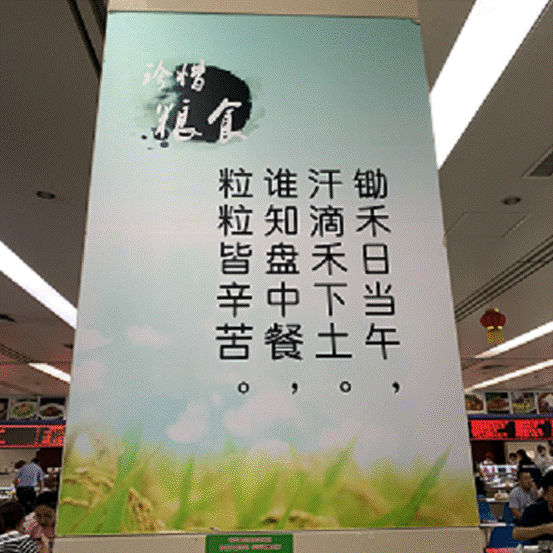 珍惜
粮食
锄禾日当午，
汗滴禾下土。
谁知盘中餐，
粒粒皆辛苦。